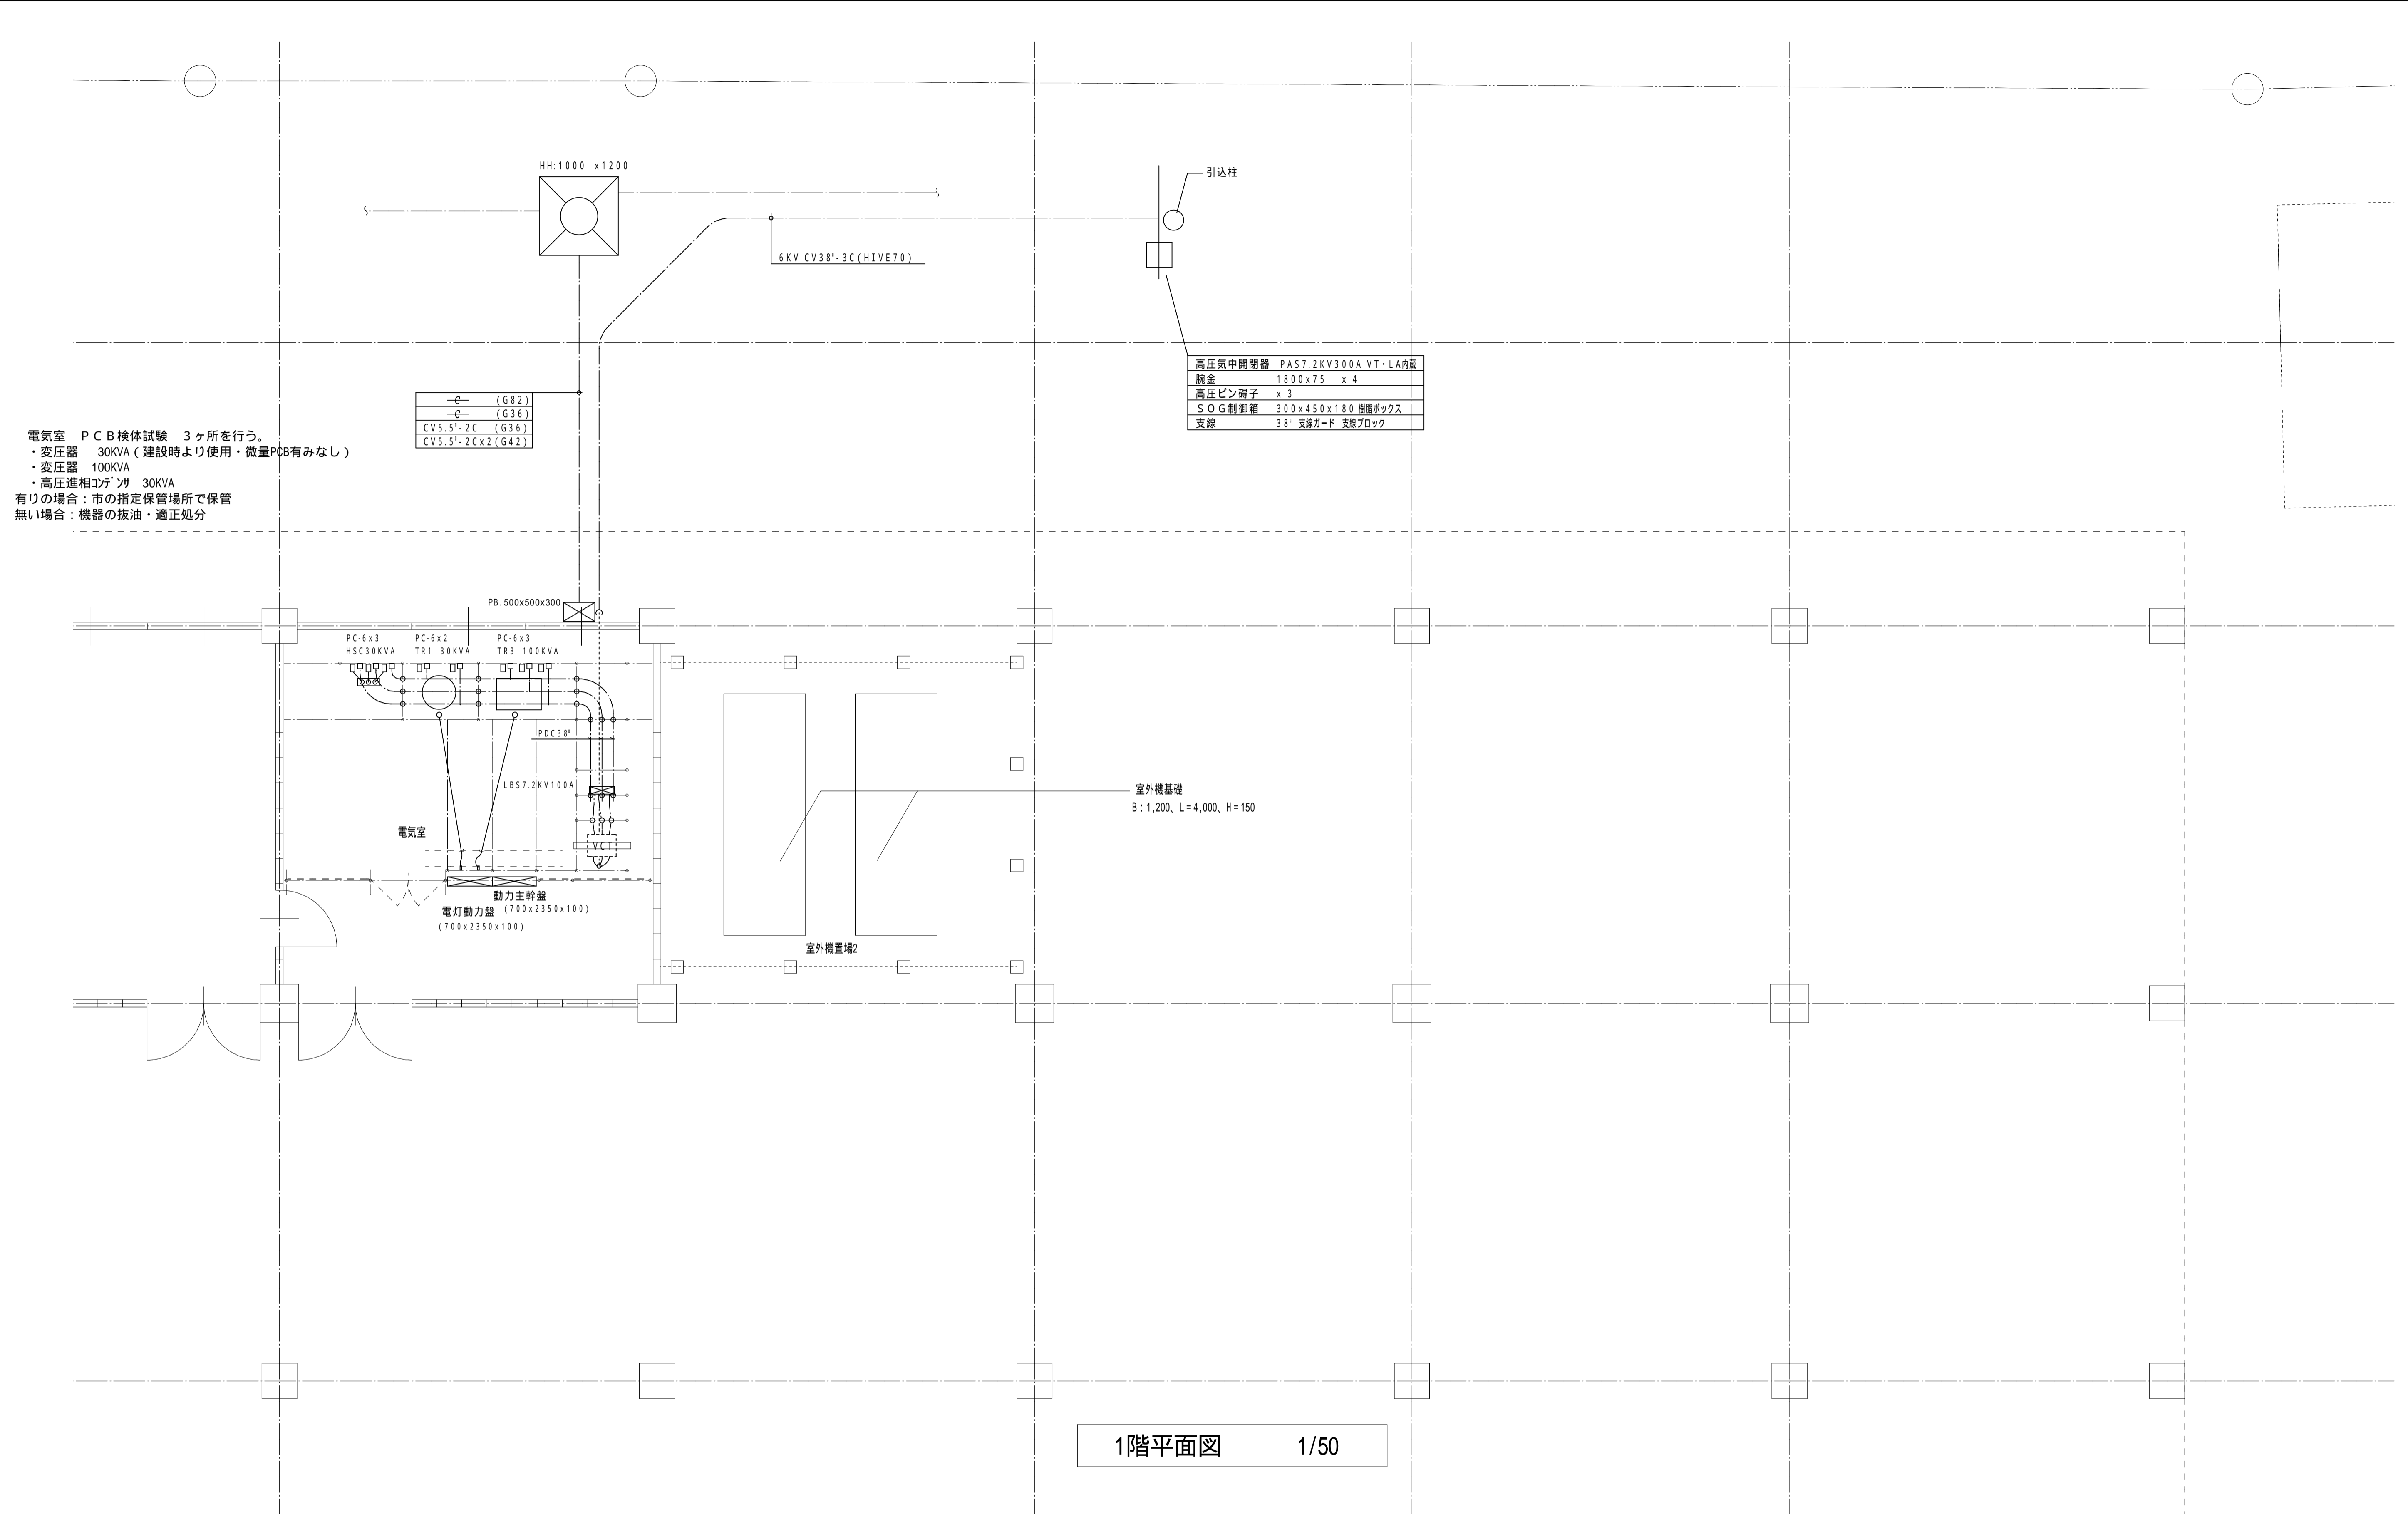 HH:1000 x1200
引込柱
6KV CV38°-3C(HIVE70)
高圧気中開閉器 PAS7.2KV300A VT・LA内蔵
腕金 1800x75 x 4
高圧ピン碍子 x 3
SOG制御箱 300x450x180 樹脂ボックス
支線 38° 支線ガード 支線ブロック
C (G82)
C (G36)
CV5.5°-2C (G36)
CV5.5°-2Cx2(G42)
電気室 PCB検体試験 3ヶ所を行う。
・変圧器 30KVA(建設時より使用・微量PCB有みなし)
・変圧器 100KVA
・高圧進相コンデンサ 30KVA
有りの場合:市の指定保管場所で保管
無い場合:機器の抜油・適正処分
PB.500x500x300
PC-6x3 PC-6x2 PC-6x3
HSC30KVA TR1 30KVA TR3 100KVA
PDC38°
LBS7.2KV100A
室外機基礎
B:1,200、L=4,000、H=150
電気室
VCT
動力主幹盤
(700x2350x100)
電灯動力盤
(700x2350x100)
室外機置場2
1階平面図 1/50